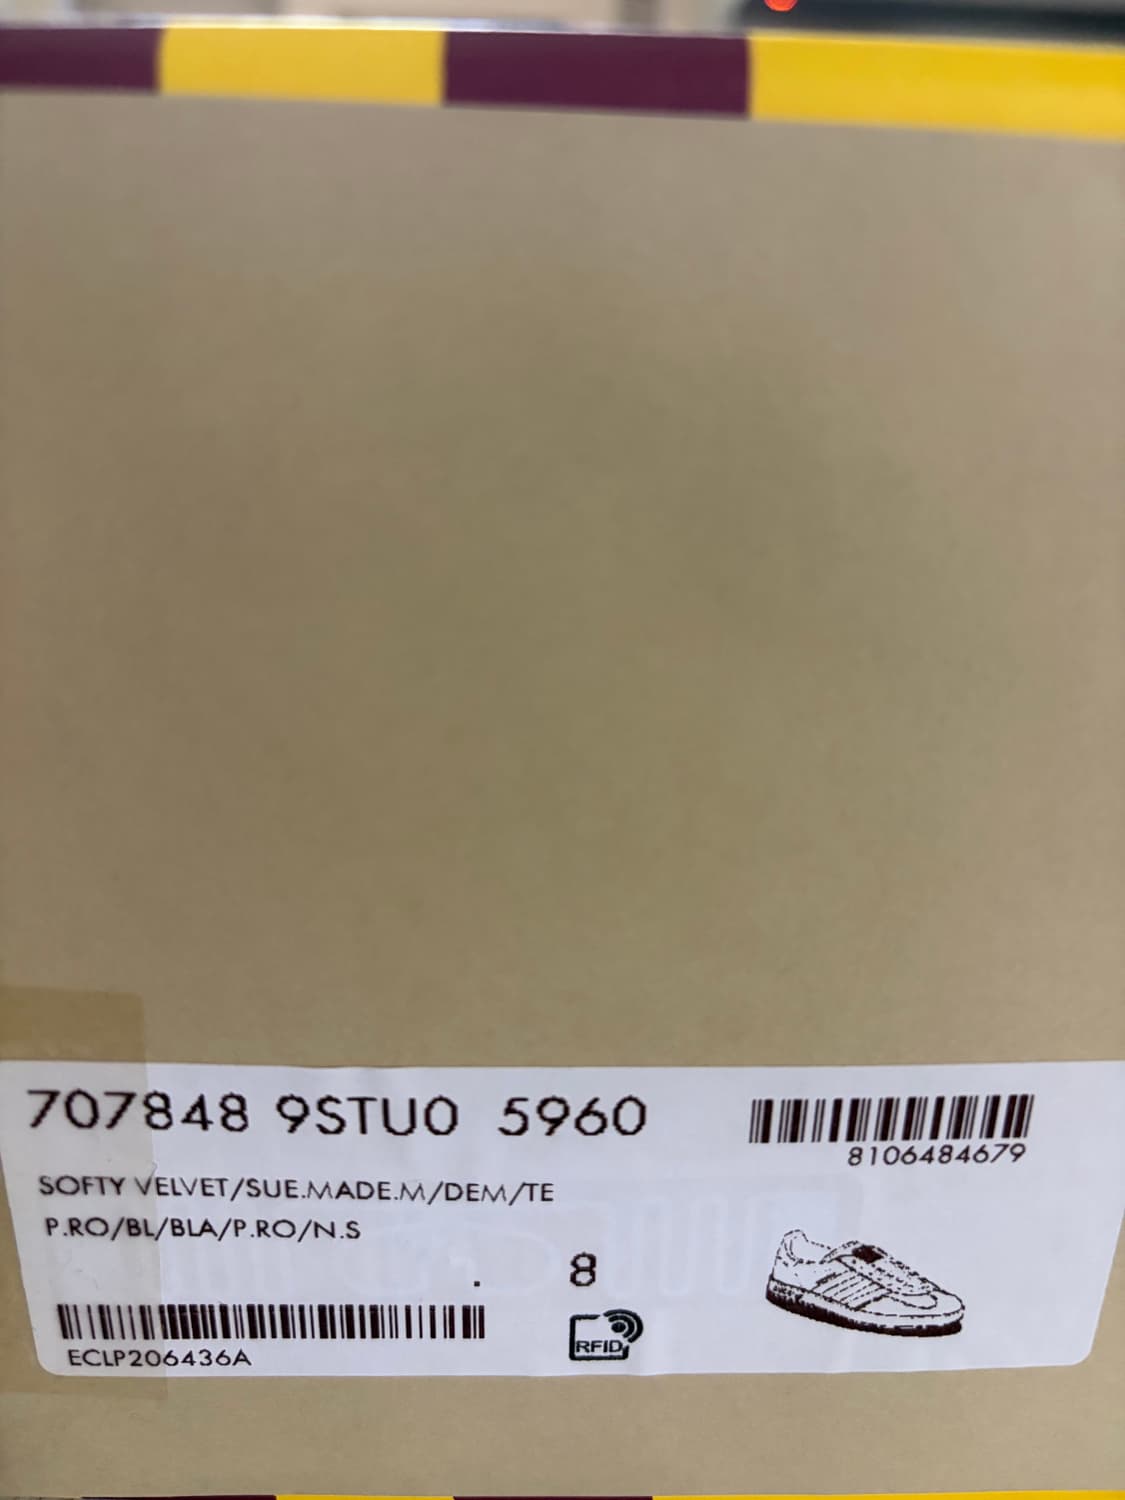 707848 9STU0 5960
8106484679
SOFTY VELVET/SUE.MADE.M/DEM/TE
P.RO/BL/BLA/P.RO/N.S
. 8
RFID
ECLP206436A